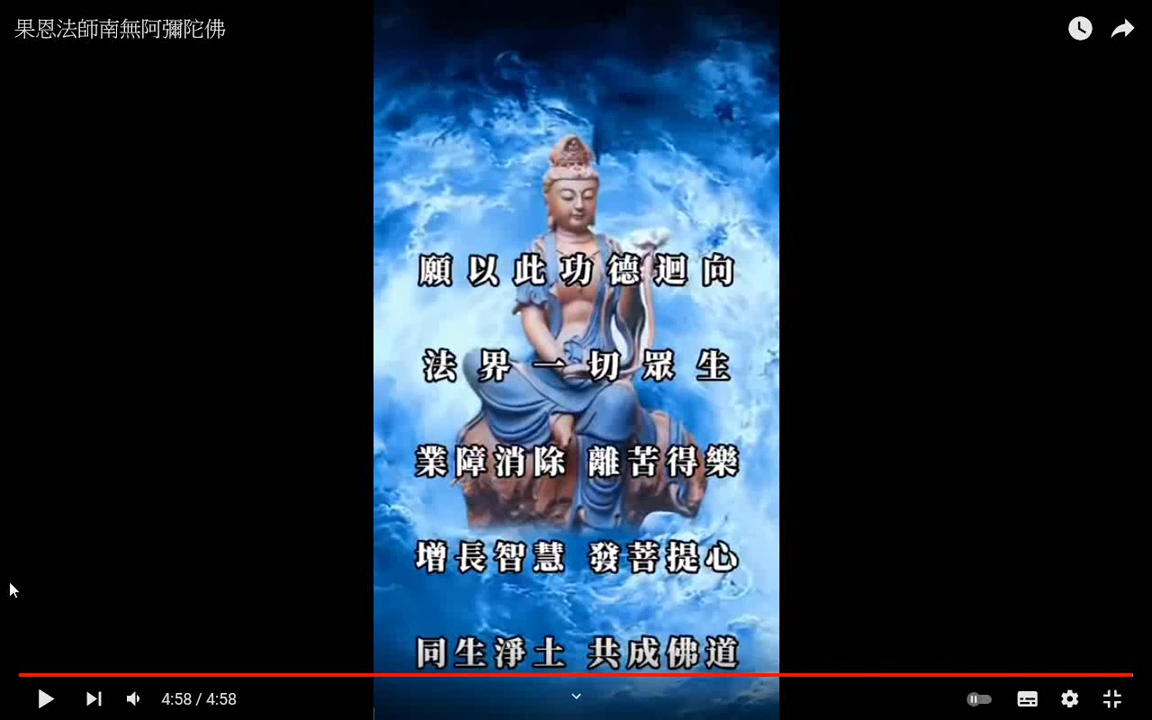 果恩法師南無阿彌陀佛
願以此功德迴向
法界一切眾生
業障消除 離苦得樂
增長智慧 發菩提心
同生淨土 共成佛道
4:58 / 4:58